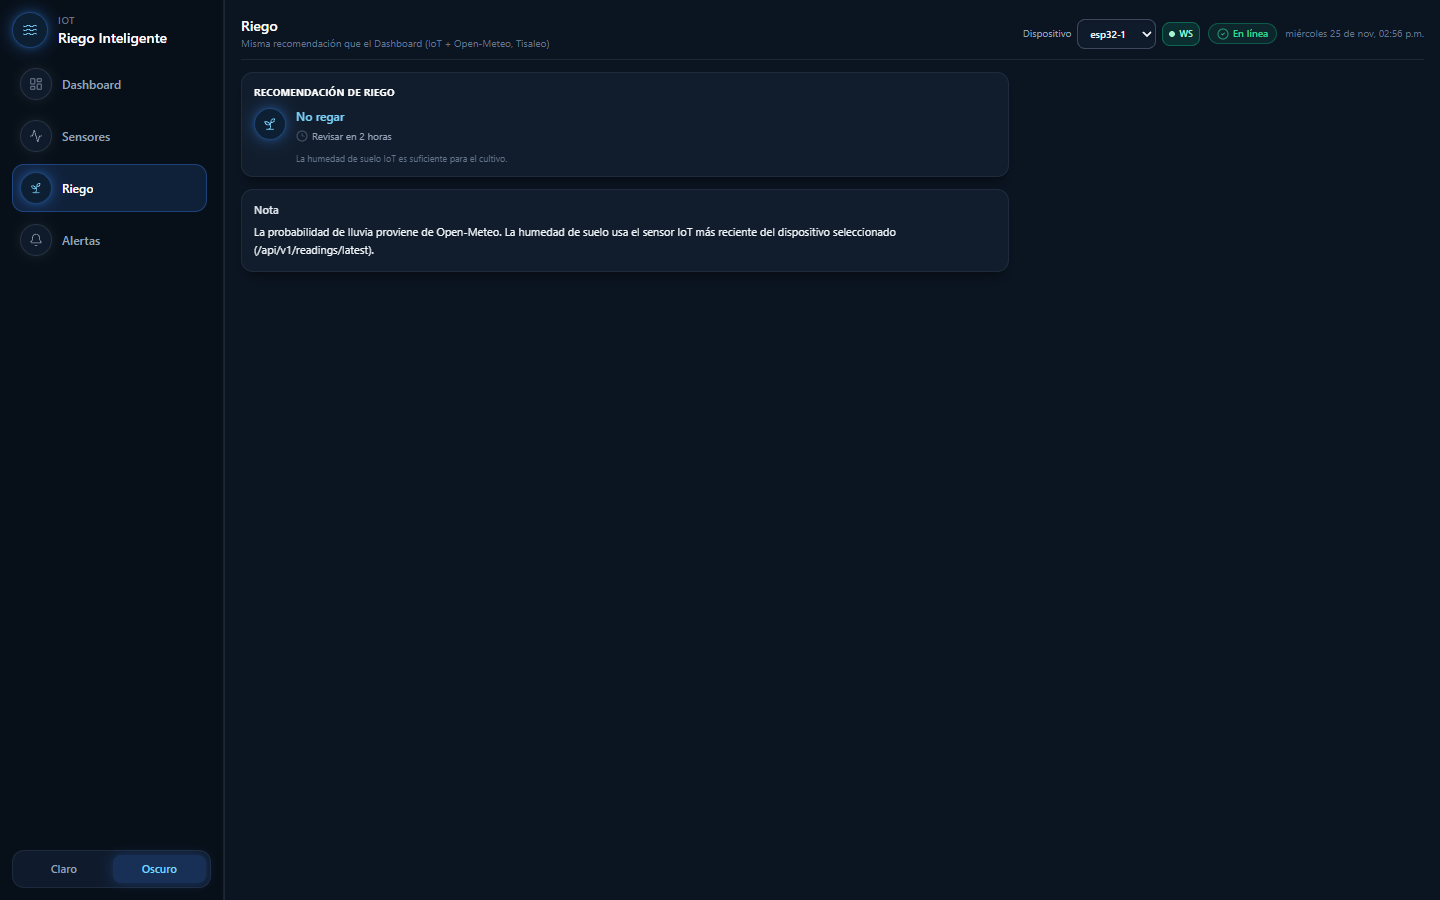 IOT
Riego Inteligente
Dashboard
Sensores
Riego
Alertas
Claro
Oscuro
Riego
Misma recomendación que el Dashboard (IoT + Open-Meteo, Tisaleo)
Dispositivo
esp32-1
WS
En línea
miércoles 25 de nov, 02:56 p.m.
RECOMENDACIÓN DE RIEGO
No regar
Revisar en 2 horas
La humedad de suelo IoT es suficiente para el cultivo.
Nota
La probabilidad de lluvia proviene de Open-Meteo. La humedad de suelo usa el sensor IoT más reciente del dispositivo seleccionado
(/api/v1/readings/latest).